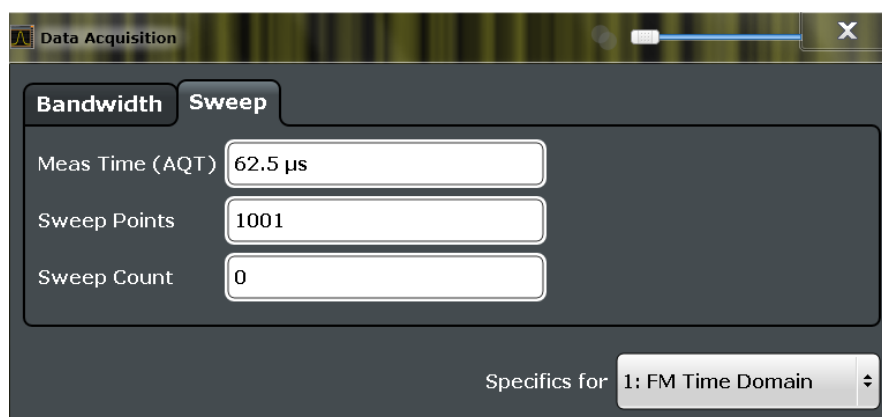 Data Acquisition
X
Bandwidth Sweep
Meas Time (AQT) 62.5 µs
Sweep Points 1001
Sweep Count 0
Specifics for 1: FM Time Domain